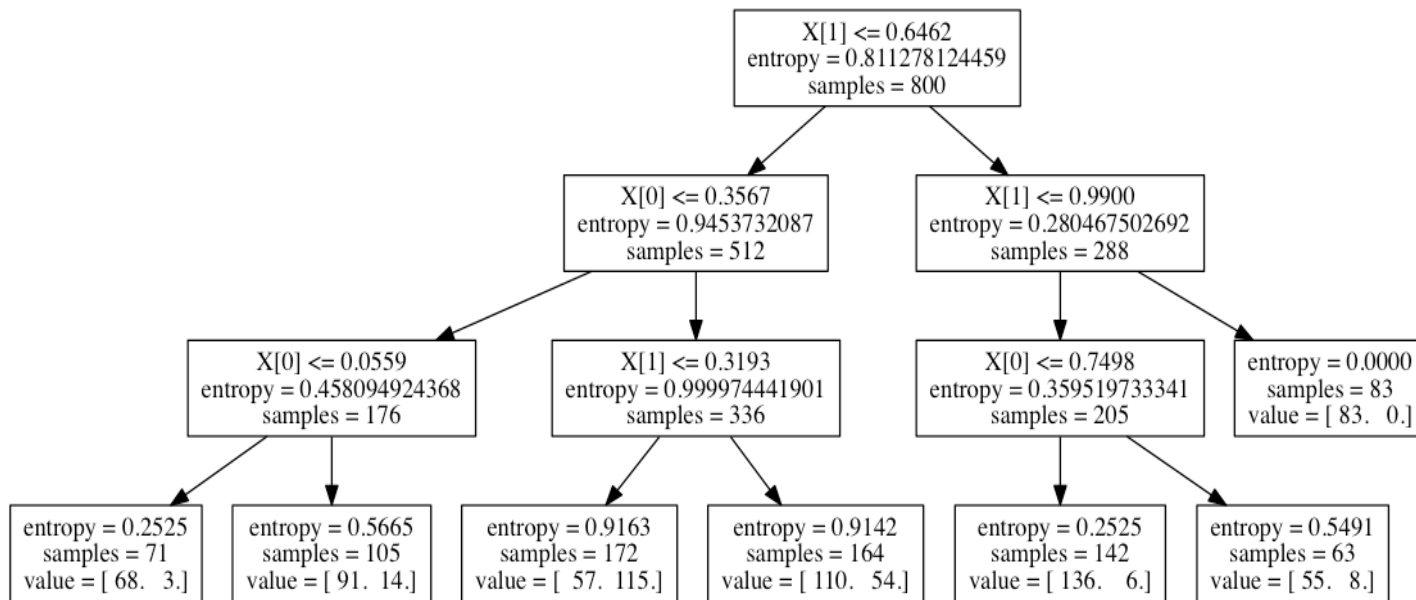 X[1] <= 0.6462
entropy = 0.811278124459
samples = 800
X[0] <= 0.3567
entropy = 0.9453732087
samples = 512
X[1] <= 0.9900
entropy = 0.280467502692
samples = 288
X[0] <= 0.0559
entropy = 0.458094924368
samples = 176
X[1] <= 0.3193
entropy = 0.999974441901
samples = 336
X[0] <= 0.7498
entropy = 0.359519733341
samples = 205
entropy = 0.0000
samples = 83
value = [ 83.   0.]
entropy = 0.2525
samples = 71
value = [ 68.   3.]
entropy = 0.5665
samples = 105
value = [ 91.  14.]
entropy = 0.9163
samples = 172
value = [  57.  115.]
entropy = 0.9142
samples = 164
value = [ 110.   54.]
entropy = 0.2525
samples = 142
value = [ 136.    6.]
entropy = 0.5491
samples = 63
value = [ 55.   8.]